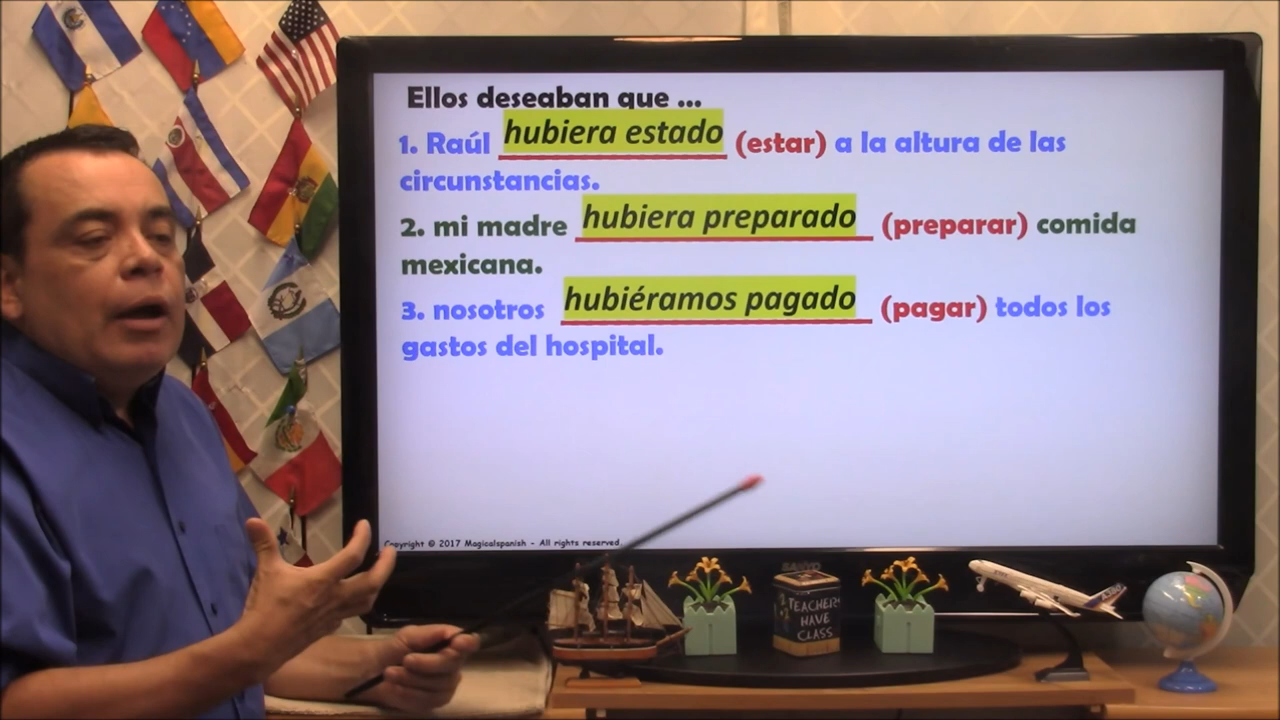 Ellos deseaban que ...
1. Raúl hubiera estado (estar) a la altura de las
circunstancias.
2. mi madre hubiera preparado (preparar) comida
mexicana.
3. nosotros hubiéramos pagado (pagar) todos los
gastos del hospital.
Copyright © 2017 Magicalspanish - All rights reserved.
SANYO
TEACHERS
HAVE
CLASS
A380